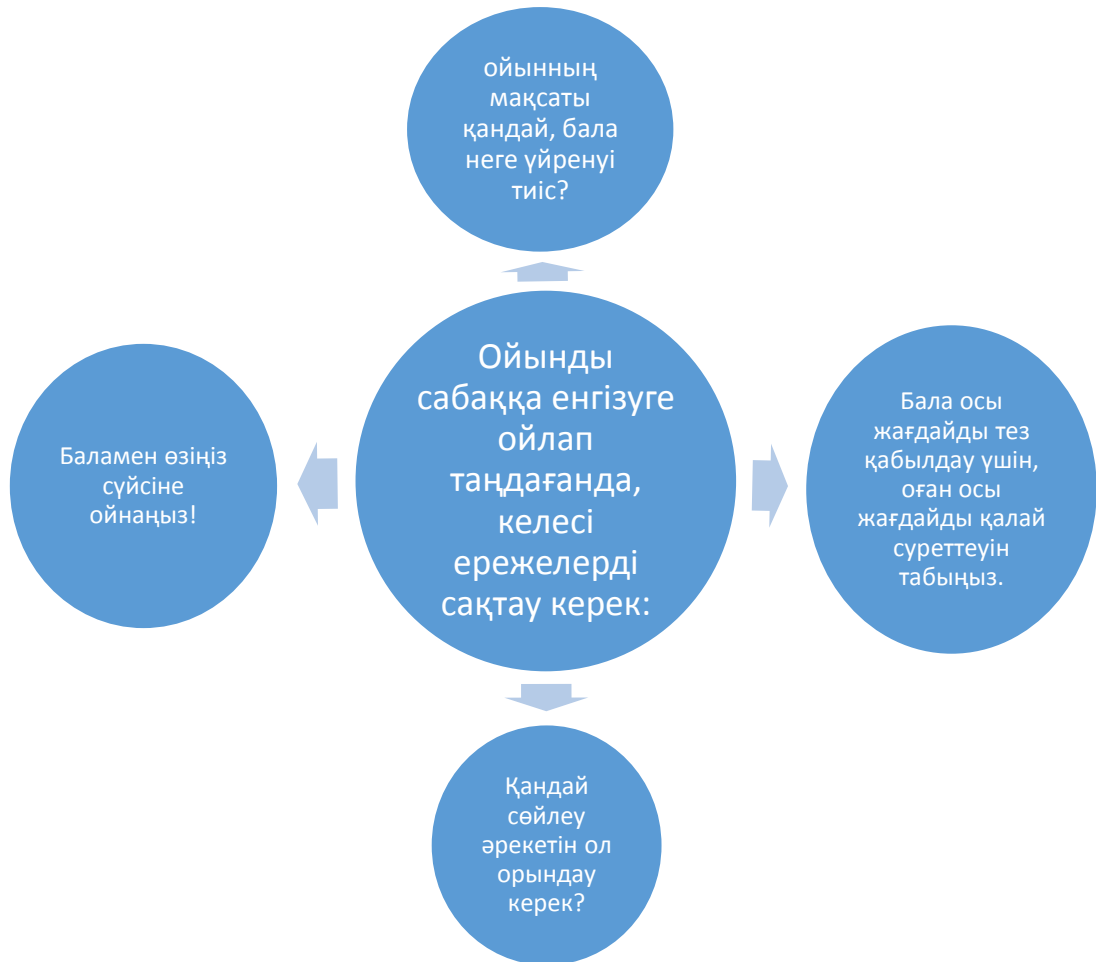 ойынның
мақсаты
қандай, бала
неге үйренуі
тиіс?
Ойынды
сабаққа енгізуге
ойлап
таңдағанда,
келесі
ережелерді
сақтау керек:
Бала осы
жағдайды тез
қабылдау үшін,
оған осы
жағдайды қалай
суреттеуін
табыңыз.
Қандай
сөйлеу
әрекетін ол
орындау
керек?
Баламен өзіңіз
сүйсіне
ойнаңыз!